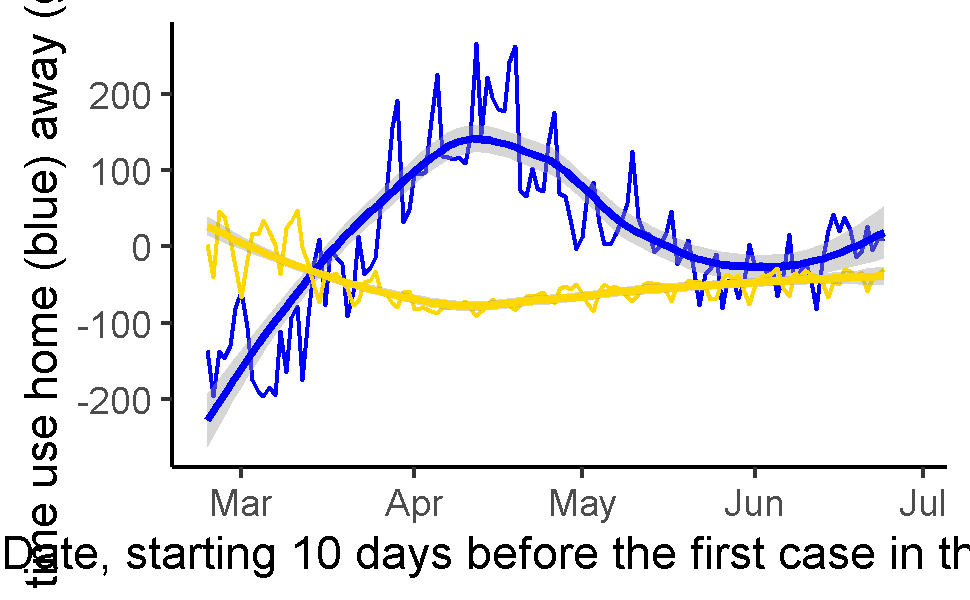 time use home (blue) away (
200
100
0
-100
-200
Mar Apr May Jun Jul
Date, starting 10 days before the first case in th